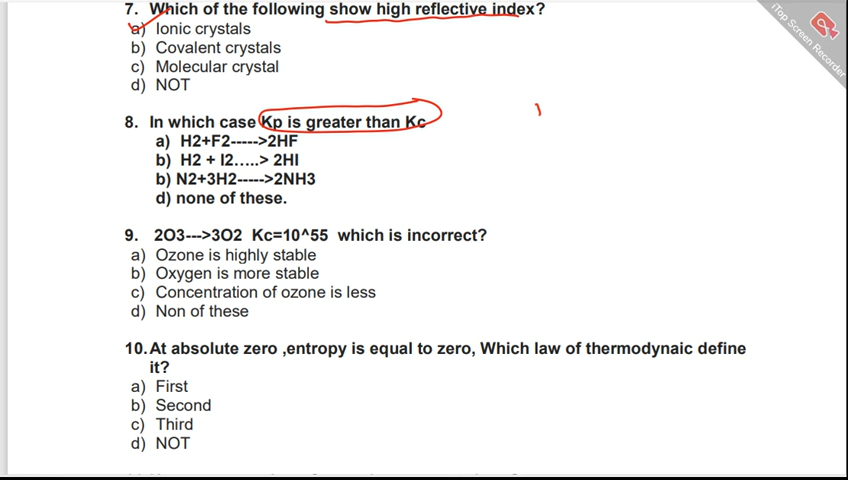 7. Which of the following show high reflective index?
a) Ionic crystals
b) Covalent crystals
c) Molecular crystal
d) NOT
8. In which case Kp is greater than Kc
a) H2+F2----->2HF
b) H2 + I2.....> 2HI
b) N2+3H2----->2NH3
d) none of these.
9. 2O3--->3O2 Kc=10^55 which is incorrect?
a) Ozone is highly stable
b) Oxygen is more stable
c) Concentration of ozone is less
d) Non of these
10. At absolute zero ,entropy is equal to zero, Which law of thermodynaic define
it?
a) First
b) Second
c) Third
d) NOT
iTop Screen Recorder